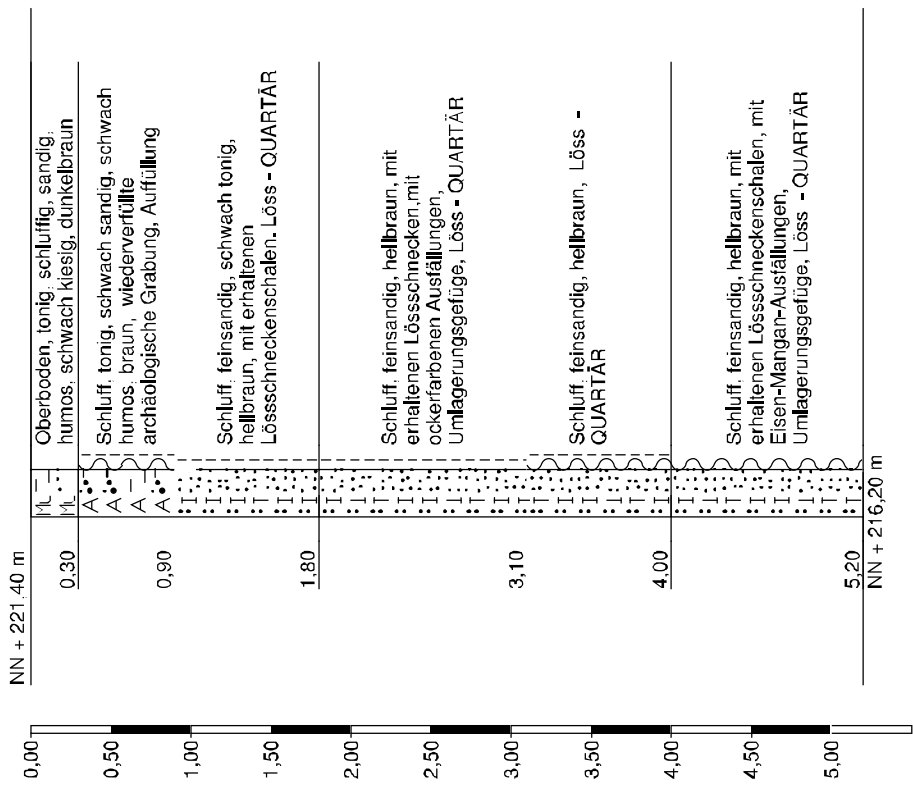 NN + 221,40 m
Oberboden, tonig, schluffig, sandig,
humos, schwach kiesig, dunkelbraun
0,30
Schluff, tonig, schwach sandig, schwach
humos, braun, wiederverfüllte
archäologische Grabung, Auffüllung
0,90
Schluff, feinsandig, schwach tonig,
hellbraun, mit erhaltenen
Lössschneckenschalen. Löss - QUARTÄR
1,80
Schluff, feinsandig, hellbraun, mit
erhaltenen Lössschnecken,mit
ockerfarbenen Ausfällungen,
Umlagerungsgefüge, Löss - QUARTÄR
3,10
Schluff, feinsandig, hellbraun, Löss -
QUARTÄR
4,00
Schluff, feinsandig, hellbraun, mit
erhaltenen Lössschneckenschalen, mit
Eisen-Mangan-Ausfällungen,
Umlagerungsgefüge, Löss - QUARTÄR
5,20
NN + 216,20 m
Mu
Mu
A
A
A
A
0,00
0,50
1,00
1,50
2,00
2,50
3,00
3,50
4,00
4,50
5,00